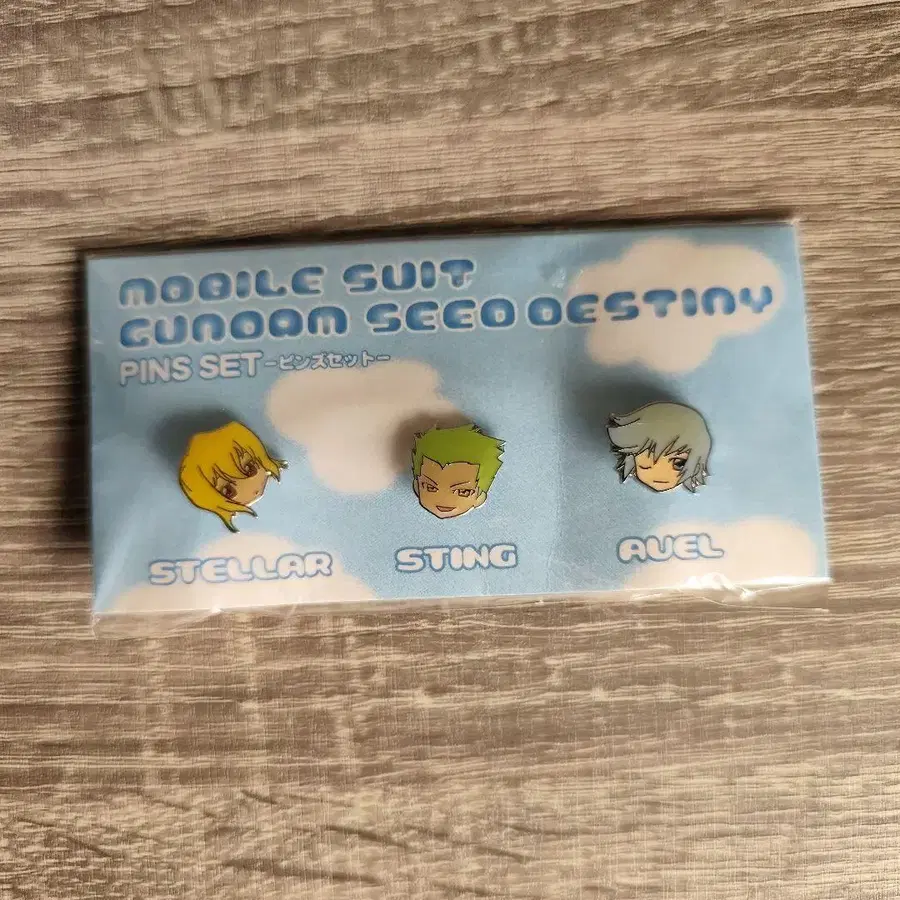 MOBILE SUIT
GUNDAM SEED DESTINY
PINS SET -ピンズセット-
STELLAR
STING
AUEL